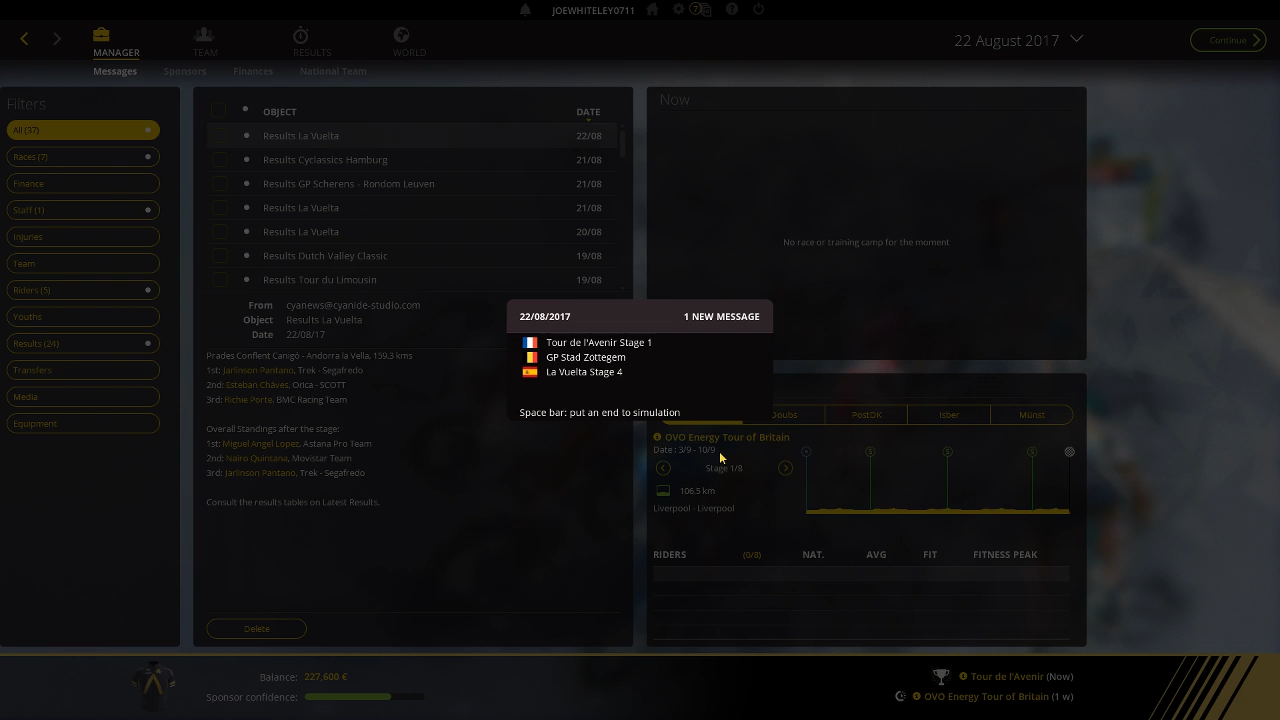 JOEWHITELEY0711
7
MANAGER
TEAM
RESULTS
WORLD
22 August 2017
Continue
Messages
Sponsors
Finances
National Team
Filters
All (37)
Races (7)
Finance
Staff (1)
Injuries
Team
Riders (5)
Youths
Results (24)
Transfers
Media
Equipment
OBJECT DATE
Results La Vuelta 22/08
Results Cyclassics Hamburg 21/08
Results GP Scherens - Rondom Leuven 21/08
Results La Vuelta 21/08
Results La Vuelta 20/08
Results Dutch Valley Classic 19/08
Results Tour du Limousin 19/08
From cyanews@cyanide-studio.com
Object Results La Vuelta
Date 22/08/17
Prades Conflent Canigó - Andorra la Vella, 159.3 kms
1st: Jarlinson Pantano, Trek - Segafredo
2nd: Esteban Cháves, Orica - SCOTT
3rd: Richie Porte, BMC Racing Team
Overall Standings after the stage:
1st: Miguel Angel Lopez, Astana Pro Team
2nd: Nairo Quintana, Movistar Team
3rd: Jarlinson Pantano, Trek - Segafredo
Consult the results tables on Latest Results.
Delete
Now
No race or training camp for the moment
22/08/2017 1 NEW MESSAGE
Tour de l'Avenir Stage 1
GP Stad Zottegem
La Vuelta Stage 4
Space bar: put an end to simulation
Doubs
PostDK
Isber
Münst
OVO Energy Tour of Britain
Date : 3/9 - 10/9
Stage 1/8
106.5 km
Liverpool - Liverpool
S S S
RIDERS (0/8) NAT. AVG FIT FITNESS PEAK
Balance: 227,600 €
Sponsor confidence:
Tour de l'Avenir (Now)
OVO Energy Tour of Britain (1 w)